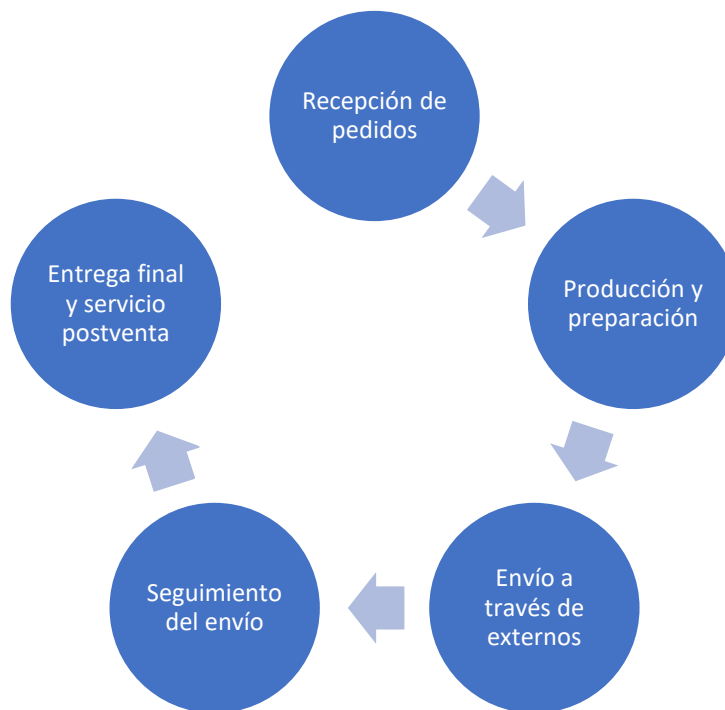 Recepción de
pedidos
Producción y
preparación
Envío a
través de
externos
Seguimiento
del envío
Entrega final
y servicio
postventa